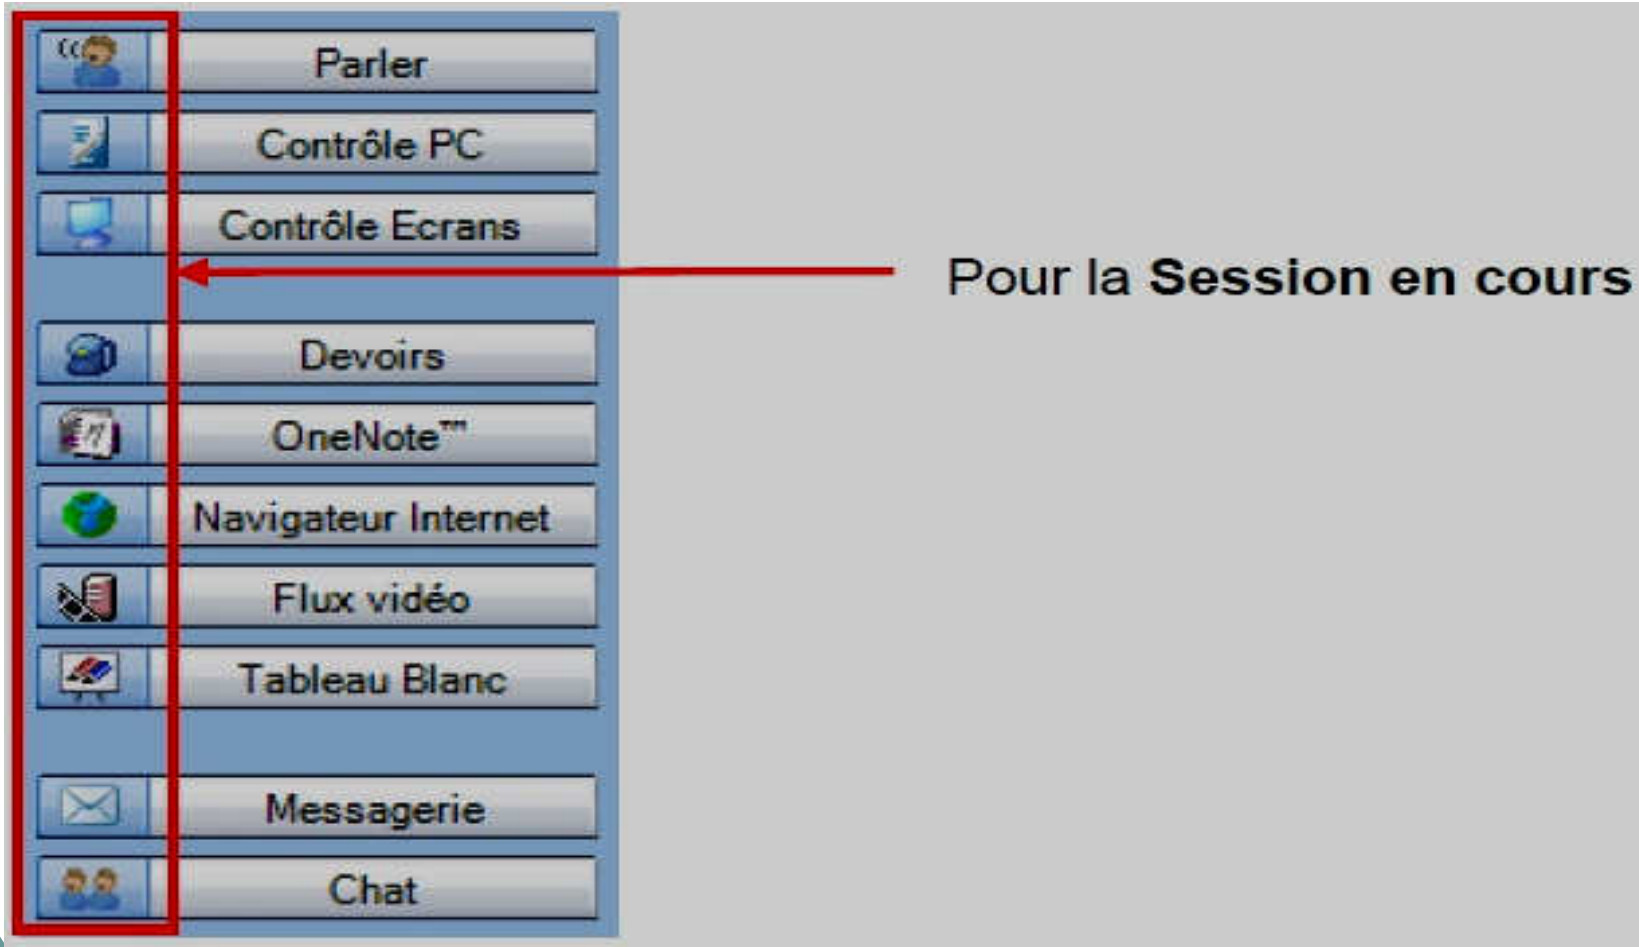 Parler
Contrôle PC
Contrôle Ecrans
Pour la Session en cours
Devoirs
OneNote™
Navigateur Internet
Flux vidéo
Tableau Blanc
Messagerie
Chat